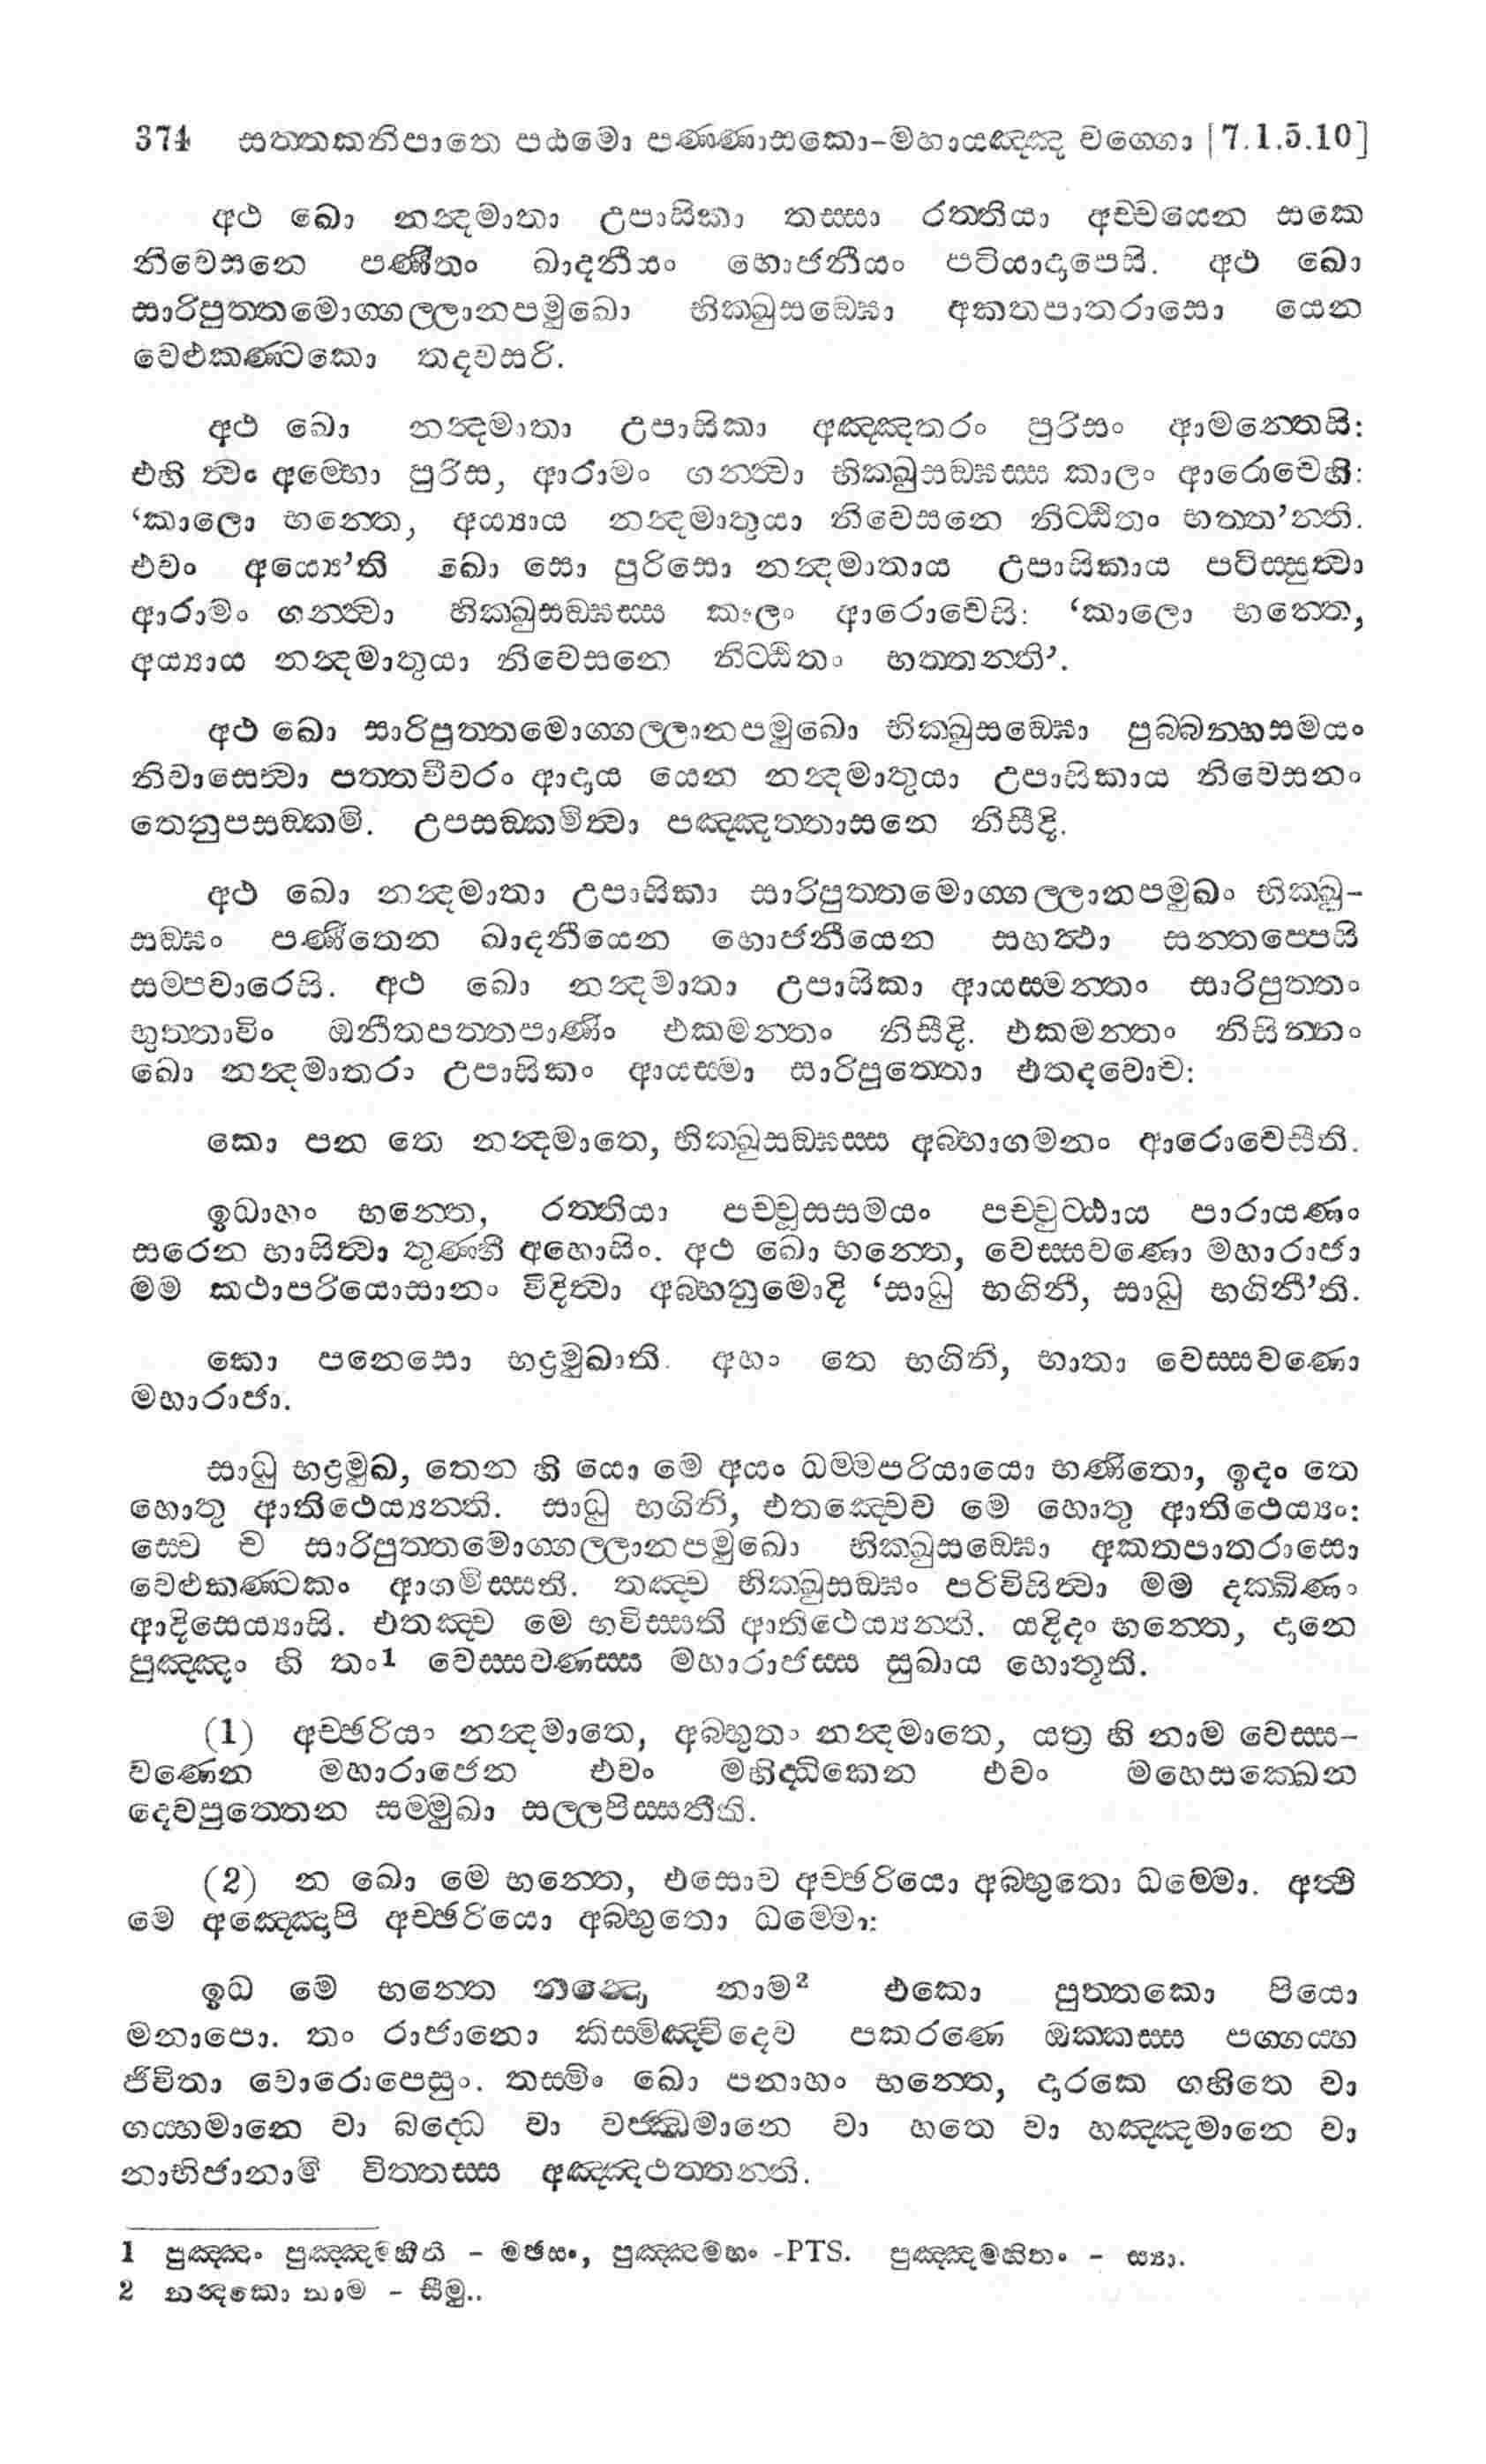 374 සත්තකනිපාතෙ පඨමො පණ්ණාසකො-මහායඤ්ඤ වග්ගො [7.1.5.10]
අථ ඛො නන්දමාතා උපාසිකා තස්සා රත්තියා අච්චයෙන සකෙ
නිවෙසනෙ පණීතං ඛාදනීයං භොජනීයං පටියාදාපෙසි. අථ ඛො
සාරිපුත්තමොග්ගල්ලානපමුඛො භික්ඛුසඞ්ඝො අකතපාතරාසො යෙන
වෙළුකණ්ටකො තදවසරි.
අථ ඛො නන්දමාතා උපාසිකා අඤ්ඤතරං පුරිසං ආමන්තෙසි:
එහි ත්වං අම්භො පුරිස, ආරාමං ගන්ත්වා භික්ඛුසඞ්ඝස්ස කාලං ආරොචෙහි:
‘කාලො භන්තෙ, අය්‍යාය නන්දමාතුයා නිවෙසනෙ නිට්ඨිතං භත්ත’න්ති.
එවං අය්‍යෙ’ති ඛො සො පුරිසො නන්දමාතාය උපාසිකාය පටිස්සුත්වා
ආරාමං ගන්ත්වා භික්ඛුසඞ්ඝස්ස කාලං ආරොචෙසි: ‘කාලො භන්තෙ,
අය්‍යාය නන්දමාතුයා නිවෙසනෙ නිට්ඨිතං භත්තන්ති’.
අථ ඛො සාරිපුත්තමොග්ගල්ලානපමුඛො භික්ඛුසඞ්ඝො පුබ්බන්හසමයං
නිවාසෙත්වා පත්තචීවරං ආදාය යෙන නන්දමාතුයා උපාසිකාය නිවෙසනං
තෙනුපසඞ්කමි. උපසඞ්කමිත්වා පඤ්ඤත්තාසනෙ නිසීදි.
අථ ඛො නන්දමාතා උපාසිකා සාරිපුත්තමොග්ගල්ලානපමුඛං භික්ඛු-
සඞ්ඝං පණීතෙන ඛාදනීයෙන භොජනීයෙන සහත්ථා සන්තප්පෙසි
සම්පවාරෙසි. අථ ඛො නන්දමාතා උපාසිකා ආයස්මන්තං සාරිපුත්තං
භුත්තාවිං ඔනීතපත්තපාණිං එකමන්තං නිසීදි. එකමන්තං නිසින්නං
ඛො නන්දමාතරා උපාසිකං ආයස්මා සාරිපුත්තො එතදවොච:
කො පන තෙ නන්දමාතෙ, භික්ඛුසඞ්ඝස්ස අබ්භාගමනං ආරොචෙසීති.
ඉධාහං භන්තෙ, රත්තියා පච්චූසසමයං පච්චුට්ඨාය පාරායණං
සරෙන භාසිත්වා තුණ්හී අහොසිං. අථ ඛො භන්තෙ, වෙස්සවණො මහාරාජා
මම කථාපරියොසානං විදිත්වා අබ්භනුමොදි ‘සාධු භගිනී, සාධු භගිනී’ති.
කො පනෙසො භද්‍රමුඛාති. අහං තෙ භගිනි, භාතා වෙස්සවණො
මහාරාජා.
සාධු භද්‍රමුඛ, තෙන හි යො මෙ අයං ධම්මපරියායො භණිතො, ඉදං තෙ
හොතු ආතිථෙය්‍යන්ති. සාධු භගිනි, එතඤ්චෙව මෙ හොතු ආතිථෙය්‍යං:
ස්වෙ ච සාරිපුත්තමොග්ගල්ලානපමුඛො භික්ඛුසඞ්ඝො අකතපාතරාසො
වෙළුකණ්ටකං ආගමිස්සති. තඤ්ච භික්ඛුසඞ්ඝං පරිවිසිත්වා මම දක්ඛිණං
ආදිසෙය්‍යාසි. එතඤ්ච මෙ භවිස්සති ආතිථෙය්‍යන්ති. යදිදං භන්තෙ, දානෙ
පුඤ්ඤං හි තං1 වෙස්සවණස්ස මහාරාජස්ස සුඛාය හොතූති.
(1) අච්ඡරියං නන්දමාතෙ, අබ්භුතං නන්දමාතෙ, යත්‍ර හි නාම වෙස්ස-
වණෙන මහාරාජෙන එවං මහිද්ධිකෙන එවං මහෙසක්ඛෙන
දෙවපුත්තෙන සම්මුඛා සල්ලපිස්සතීති.
(2) න ඛො මෙ භන්තෙ, එසොව අච්ඡරියො අබ්භුතො ධම්මො. අත්ථි
මෙ අඤ්ඤොපි අච්ඡරියො අබ්භුතො ධම්මො:
ඉධ මෙ භන්තෙ නන්දො, නාම2 එකො පුත්තකො පියො
මනාපො. තං රාජානො කිස්මිඤ්චිදෙව පකරණෙ ඔක්කස්ස පග්ගය්හ
ජීවිතා වොරොපෙසුං. තස්මිං ඛො පනාහං භන්තෙ, දාරකෙ ගහිතෙ වා
ගය්හමානෙ වා බද්ධෙ වා වජ්ඣමානෙ වා හතෙ වා හඤ්ඤමානෙ වා
නාභිජානාමි චිත්තස්ස අඤ්ඤථත්තන්ති.
1 පුඤ්ඤං පුඤ්ඤමහීති - මඡසං, පුඤ්ඤමහං -PTS. පුඤ්ඤමහිතං - ස්‍යා.
2 නන්දකො නාම - සීමු..